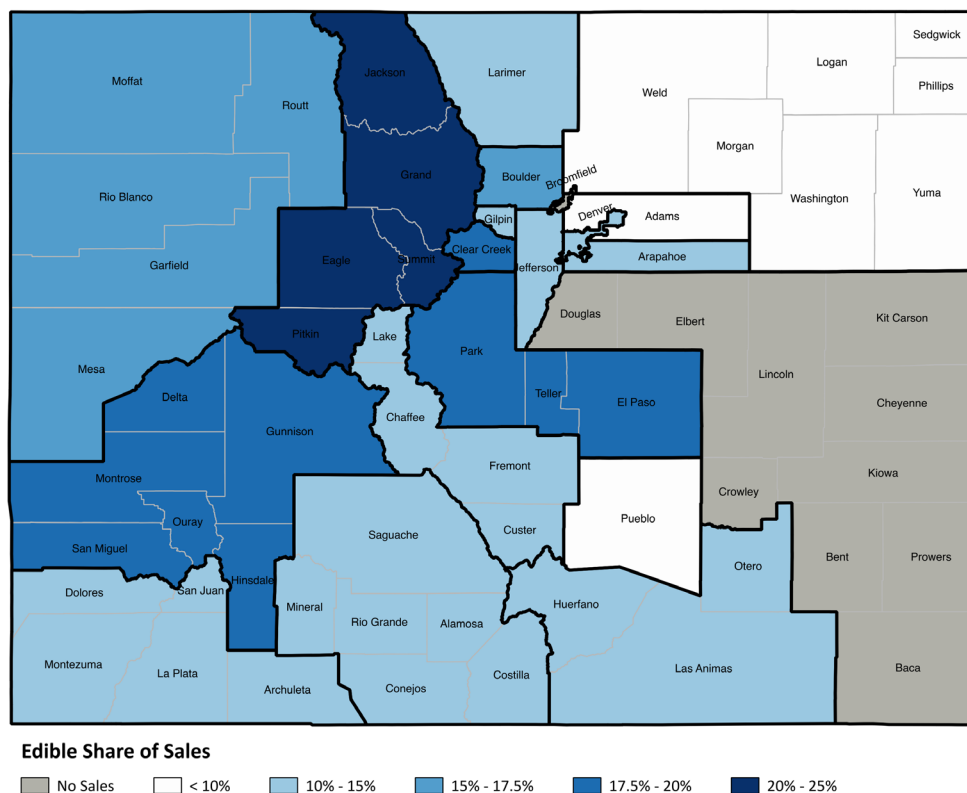 Sedgwick
Logan
Jackson
Larimer
Moffat
Phillips
Weld
Routt
Morgan
Grand
Boulder
Broomfield
Rio Blanco
Washington
Yuma
Gilpin
Denver
Adams
Clear Creek
Eagle
Summit
Arapahoe
Garfield
Jefferson
Douglas
Kit Carson
Elbert
Pitkin
Lake
Park
Mesa
Lincoln
Delta
Teller
El Paso
Cheyenne
Chaffee
Gunnison
Fremont
Kiowa
Montrose
Crowley
Ouray
Pueblo
Custer
Saguache
San Miguel
Bent
Prowers
Otero
Hinsdale
San Juan
Dolores
Mineral
Huerfano
Rio Grande
Alamosa
Montezuma
Las Animas
Baca
La Plata
Costilla
Archuleta
Conejos
Edible Share of Sales
No Sales
< 10%
10% - 15%
15% - 17.5%
17.5% - 20%
20% - 25%